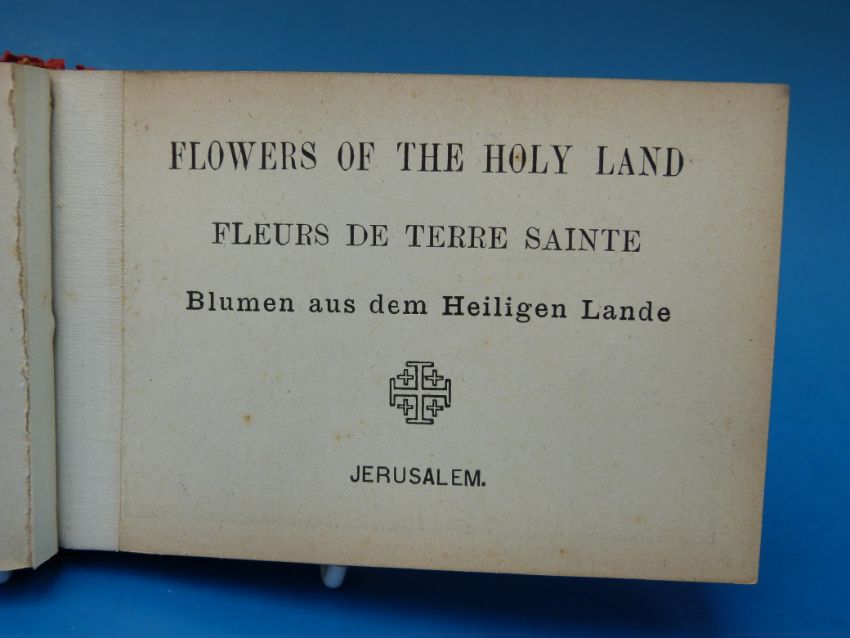 FLOWERS OF THE HOLY LAND
FLEURS DE TERRE SAINTE
Blumen aus dem Heiligen Lande
JERUSALEM.